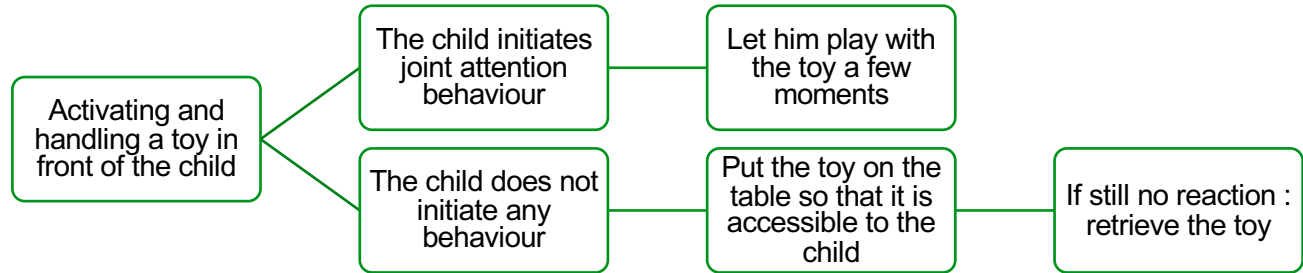 Activating and
handling a toy in
front of the child
The child initiates
joint attention
behaviour
Let him play with
the toy a few
moments
The child does not
initiate any
behaviour
Put the toy on the
table so that it is
accessible to the
child
If still no reaction :
retrieve the toy